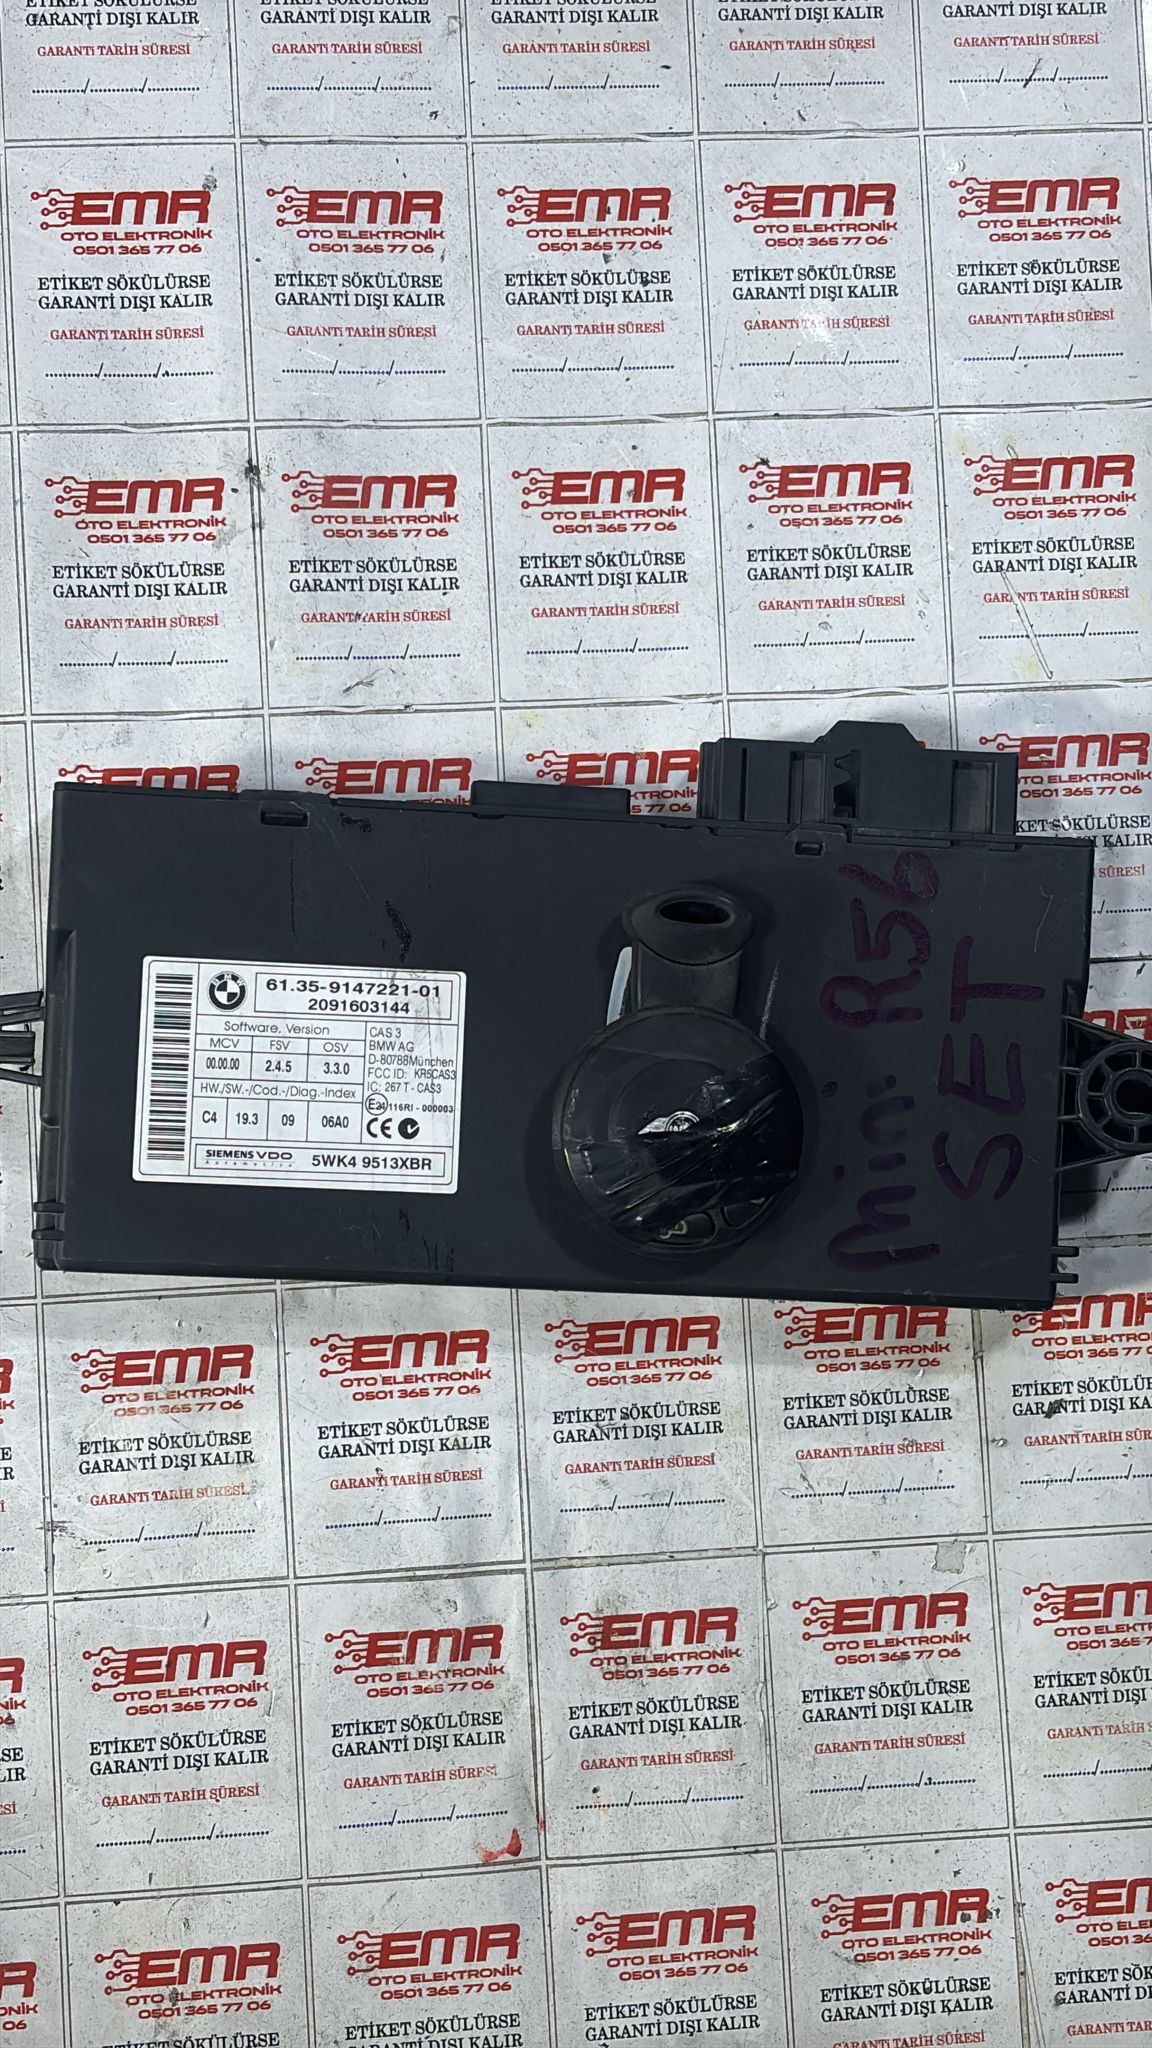 EMR
OTO ELEKTRONİK
0501 365 77 06
ETİKET SÖKÜLÜRSE
GARANTİ DIŞI KALIR
GARANTi TARİH SÜRESİ
............/............/............
BMW
61.35-9147221-01
2091603144
Software, Version
MCV FSV OSV
00.00.00 2.4.5 3.3.0
HW./SW.-/Cod.-/Diag.-Index
C4 19.3 09 06A0
CAS 3
BMW AG
D-80788München
FCC ID: KR5CAS3
IC: 267 T - CAS3
E24 116RI - 000003
CE
SIEMENS VDO
Automotive
5WK4 9513XBR
Mini R56
SET